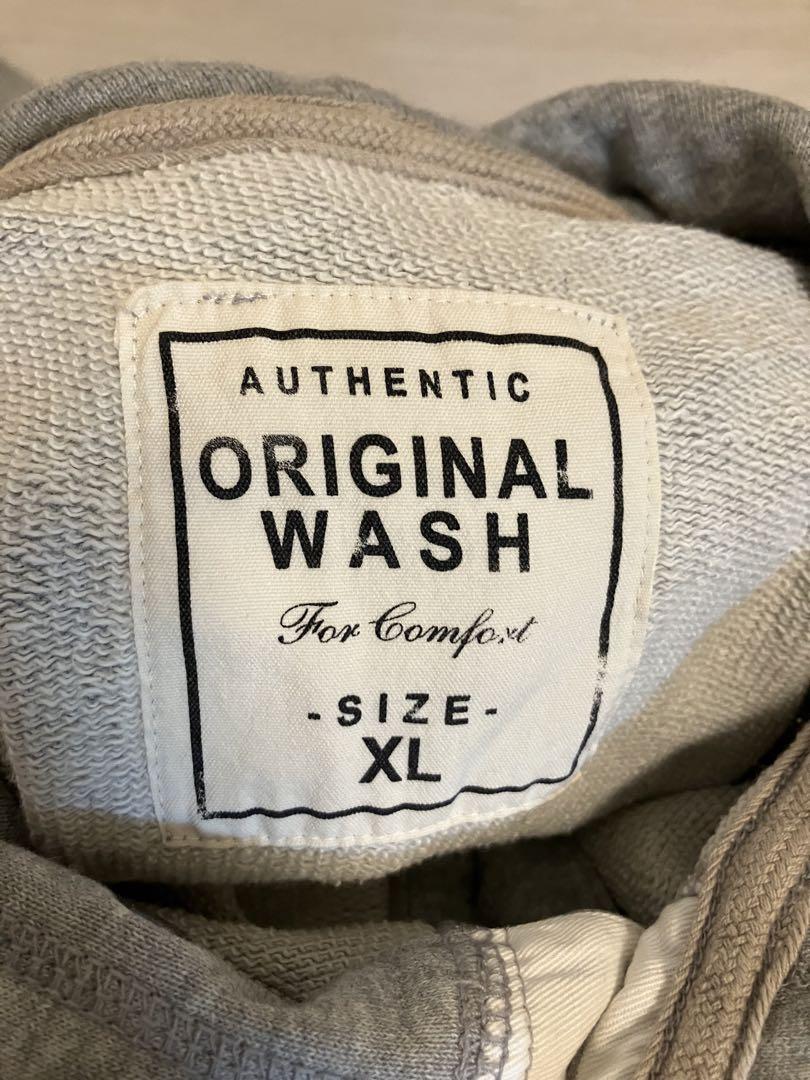 AUTHENTIC
ORIGINAL
WASH
For Comfort
-SIZE-
XL